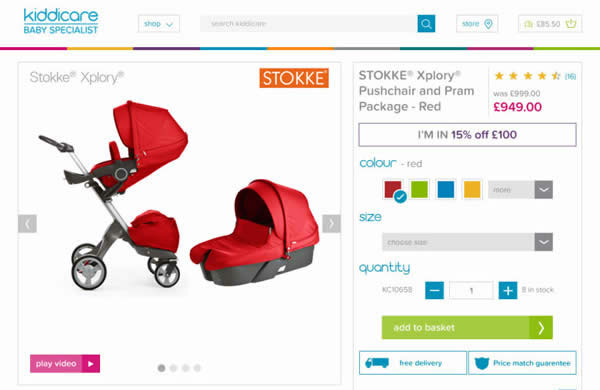 kiddicare
BABY SPECIALIST
shop
search kiddicare
store
(3) £85.50
Stokke® Xplory®
STOKKE®
STOKKE® Xplory®
Pushchair and Pram
Package - Red
(16)
was £999.00
£949.00
I'M IN 15% off £100
colour - red
more
size
choose size
quantity
KC10658
1
8 in stock
add to basket
free delivery
Price match guarentee
play video